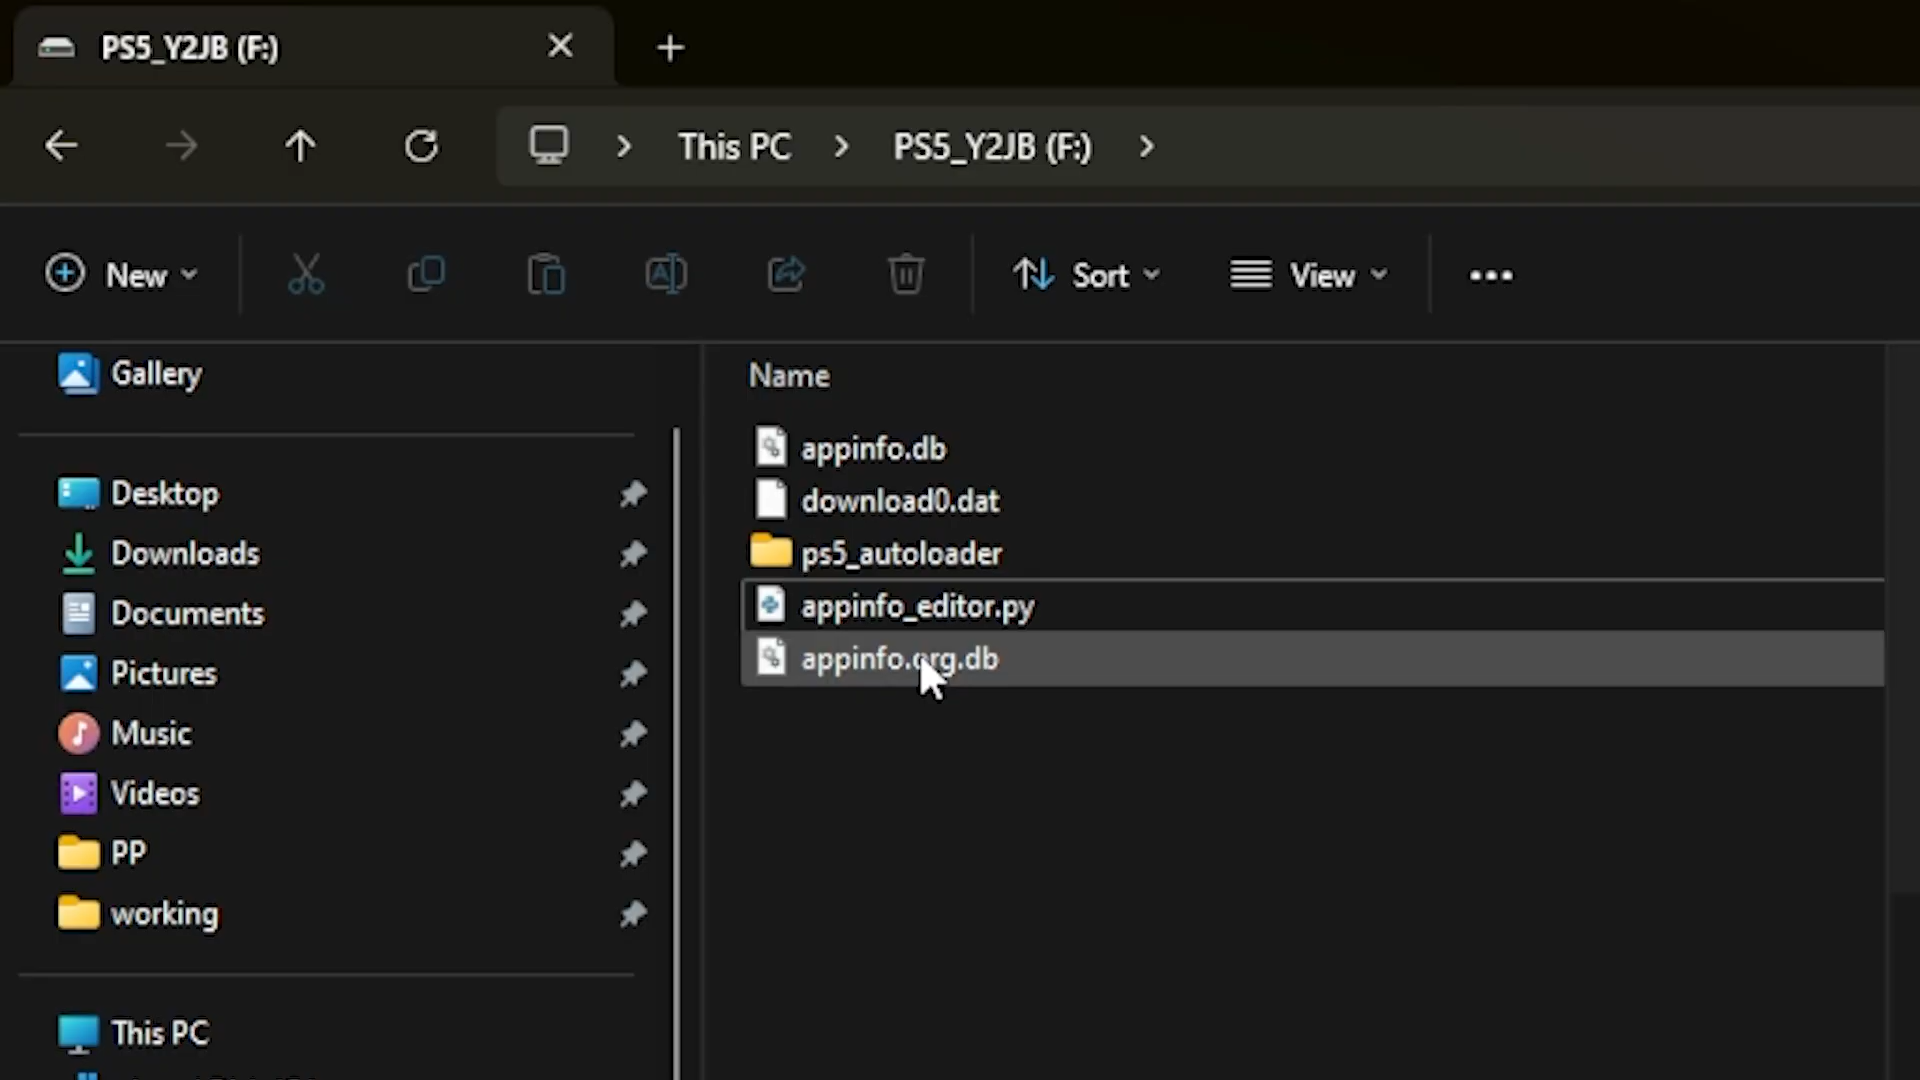 PS5_Y2JB (F:)
This PC
PS5_Y2JB (F:)
New
Sort
View
Gallery
Desktop
Downloads
Documents
Pictures
Music
Videos
PP
working
This PC
Name
appinfo.db
download0.dat
ps5_autoloader
appinfo_editor.py
appinfo.org.db